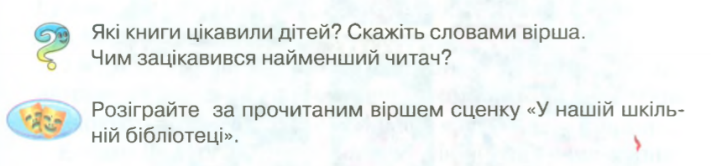 Які книги цікавили дітей? Скажіть словами вірша.
Чим зацікавився найменший читач?
Розіграйте за прочитаним віршем сценку «У нашій шкіль-
ній бібліотеці».